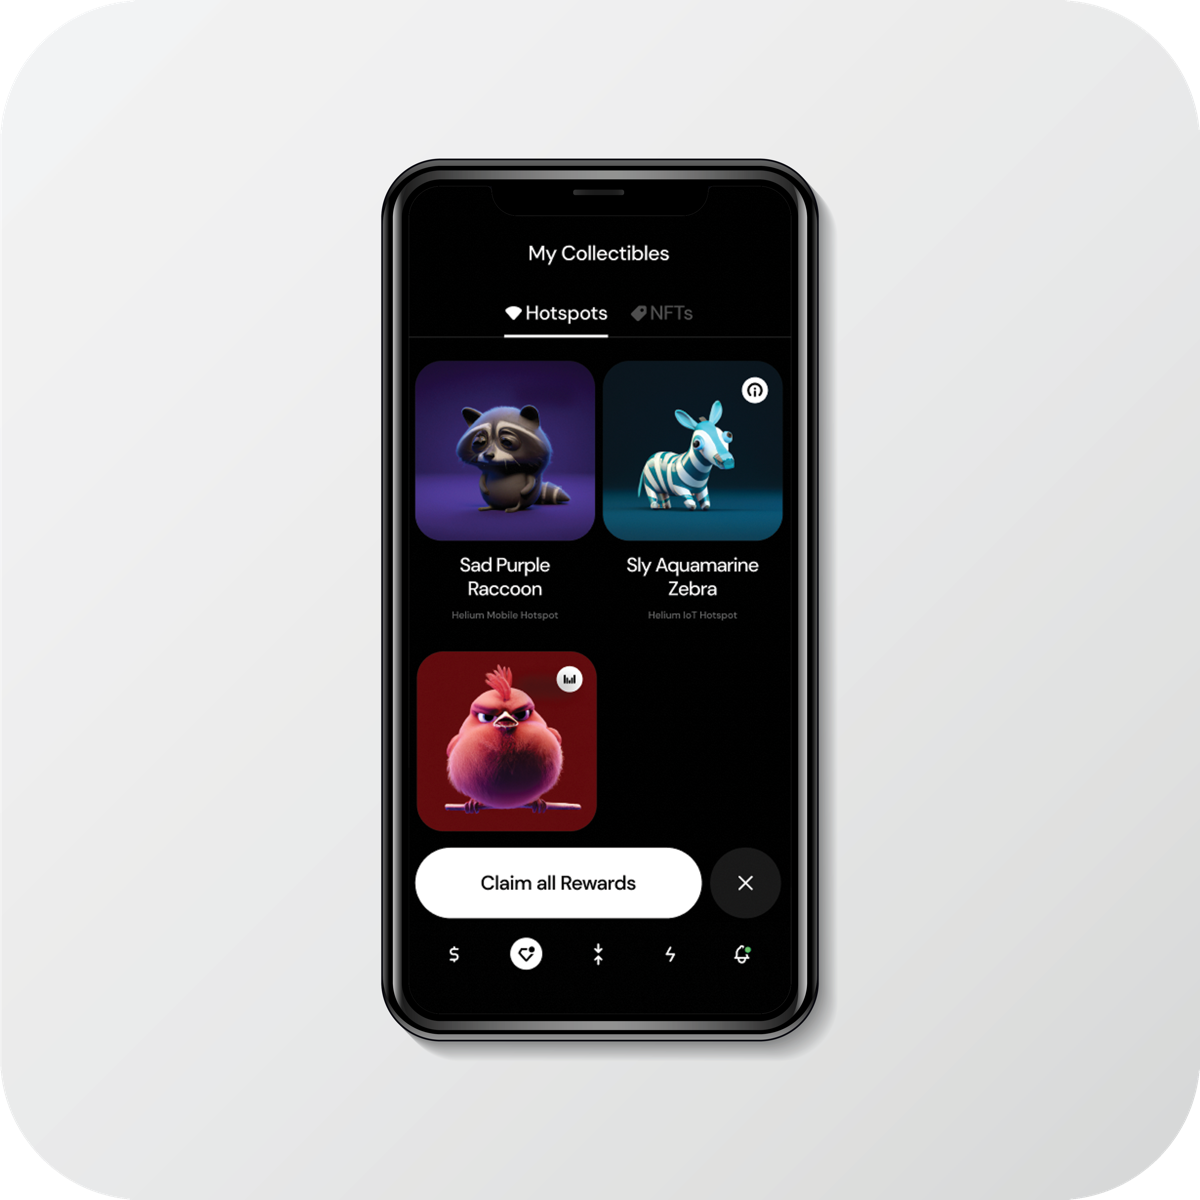 My Collectibles
Hotspots NFTs
Sad Purple
Raccoon
Helium Mobile Hotspot
Sly Aquamarine
Zebra
Helium IoT Hotspot
Claim all Rewards